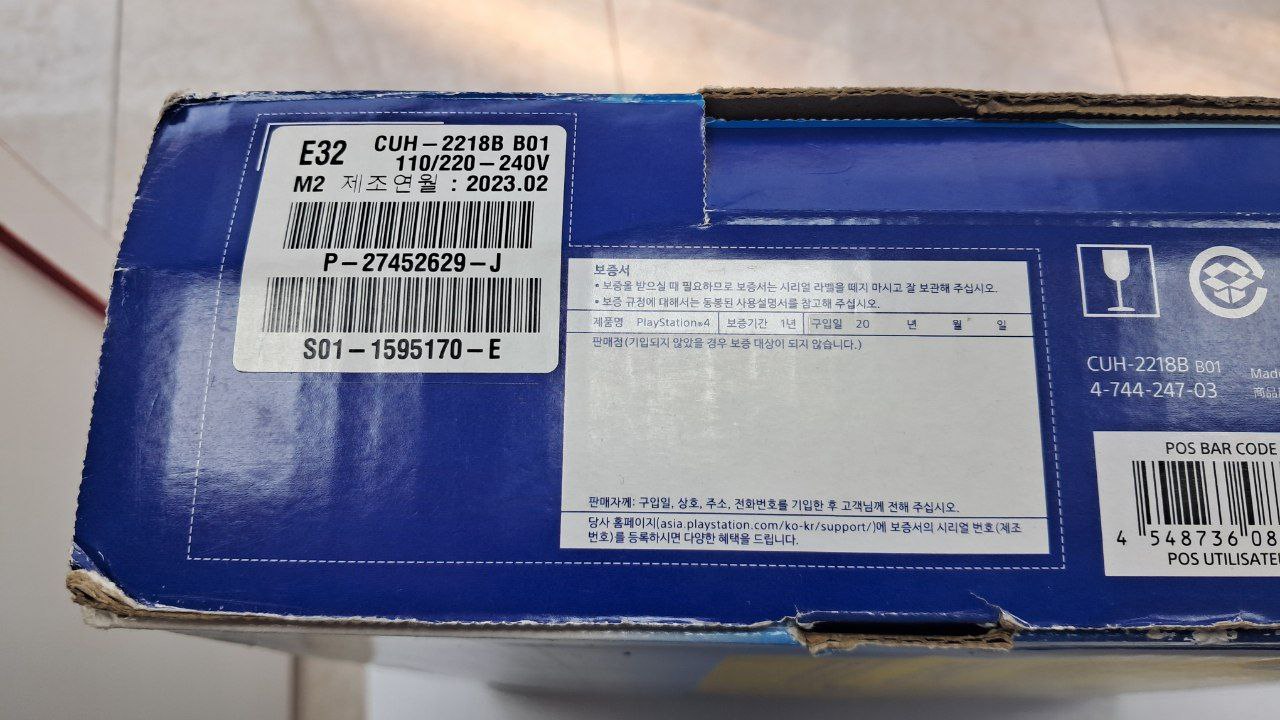 E32 CUH-2218B B01
110/220-240V
M2 제조연월 : 2023.02
P-27452629-J
S01-1595170-E
보증서
• 보증을 받으실 때 필요하므로 보증서는 시리얼 라벨을 떼지 마시고 잘 보관해 주십시오.
• 보증 규정에 대해서는 동봉된 사용설명서를 참고해 주십시오.
제품명 PlayStation®4 보증기간 1년 구입일 20 년 월 일
판매점(기입되지 않았을 경우 보증 대상이 되지 않습니다.)
판매자께: 구입일, 상호, 주소, 전화번호를 기입한 후 고객님께 전해 주십시오.
당사 홈페이지(asia.playstation.com/ko-kr/support/)에 보증서의 시리얼 번호(제조
번호)를 등록하시면 다양한 혜택을 드립니다.
CUH-2218B B01
4-744-247-03
POS BAR CODE
4 548736 08